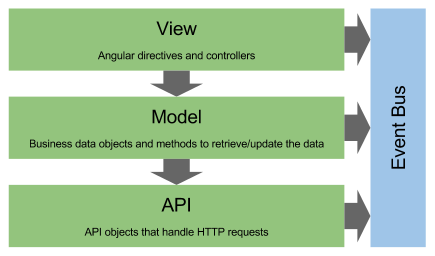 View
Angular directives and controllers
Model
Business data objects and methods to retrieve/update the data
API
API objects that handle HTTP requests
Event Bus